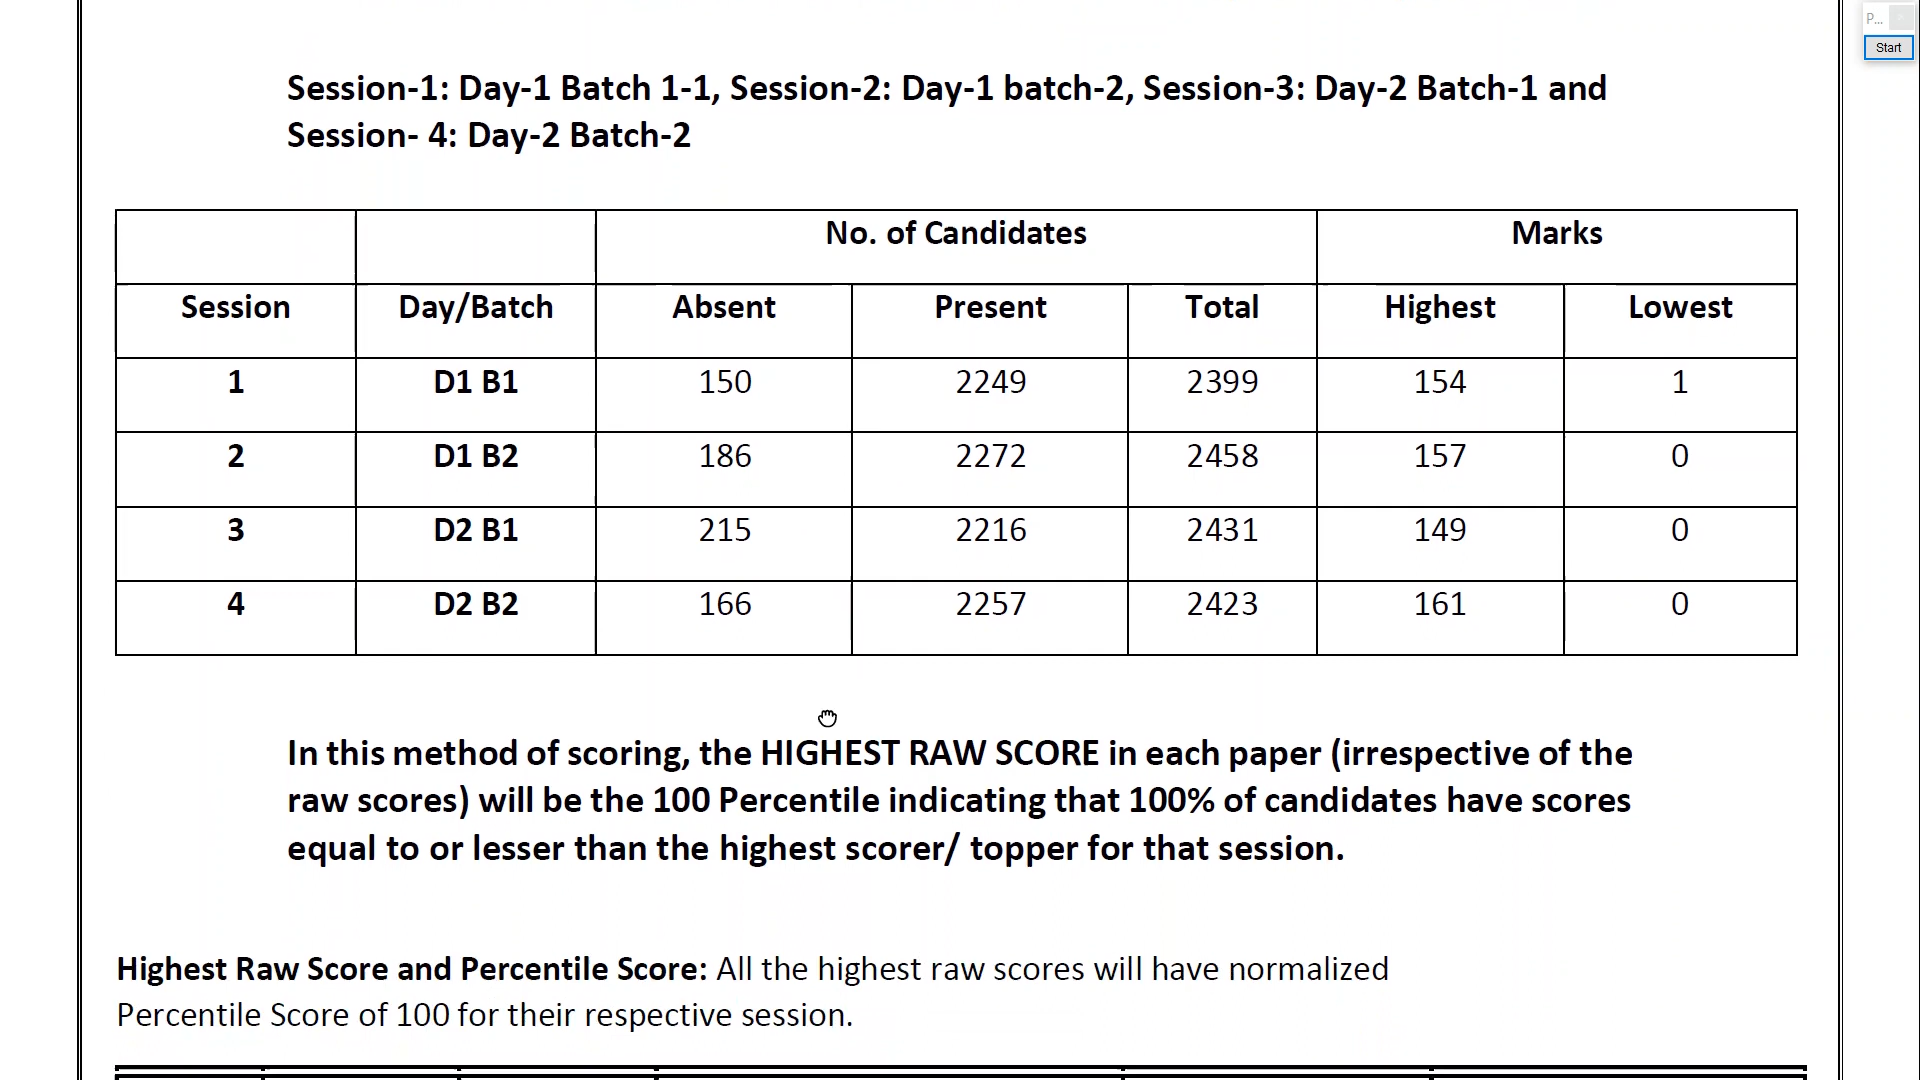 P...
Start
Session-1: Day-1 Batch 1-1, Session-2: Day-1 batch-2, Session-3: Day-2 Batch-1 and
Session- 4: Day-2 Batch-2
No. of Candidates Marks
Session Day/Batch Absent Present Total Highest Lowest
1 D1 B1 150 2249 2399 154 1
2 D1 B2 186 2272 2458 157 0
3 D2 B1 215 2216 2431 149 0
4 D2 B2 166 2257 2423 161 0
In this method of scoring, the HIGHEST RAW SCORE in each paper (irrespective of the
raw scores) will be the 100 Percentile indicating that 100% of candidates have scores
equal to or lesser than the highest scorer/ topper for that session.
Highest Raw Score and Percentile Score: All the highest raw scores will have normalized
Percentile Score of 100 for their respective session.